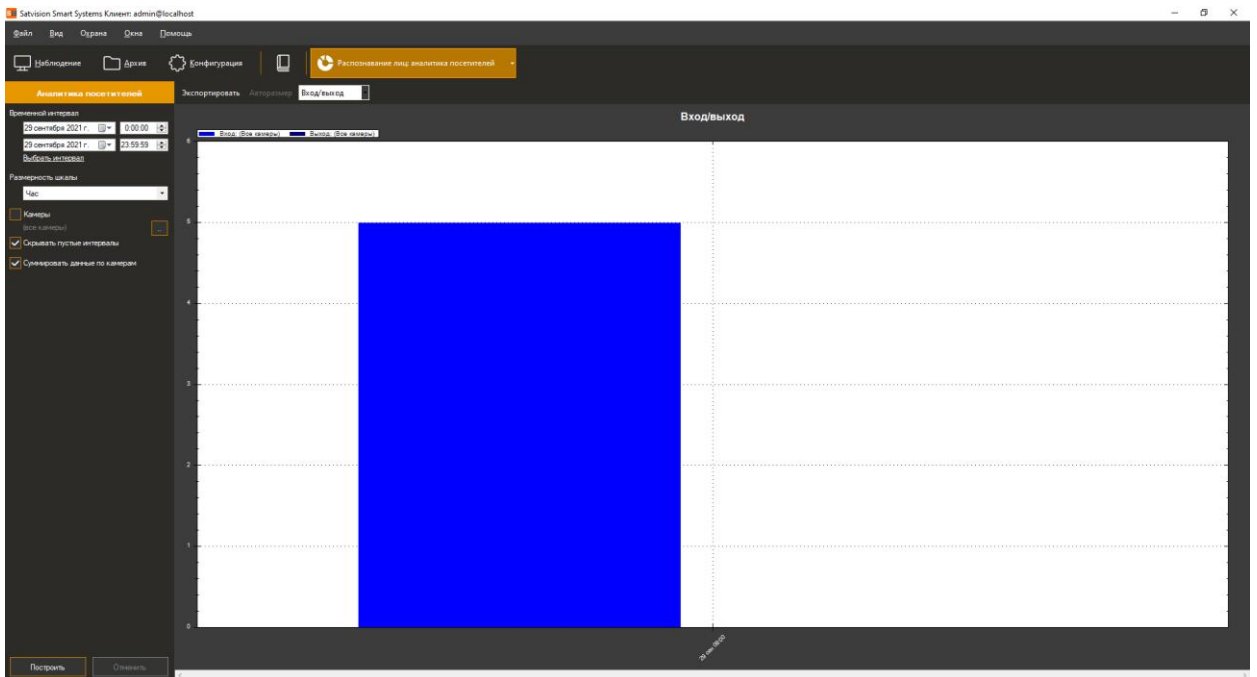 Satvision Smart Systems Клиент: admin@localhost
Файл Вид Охрана Окна Помощь
Наблюдение Архив Конфигурация Распознавание лиц: аналитика посетителей
Аналитика посетителей
Экспортировать Авторазмер Вход/выход
Временной интервал
29 сентября 2021 г. 0:00:00
29 сентября 2021 г. 23:59:59
Выбрать интервал
Размерность шкалы
Час
Камеры
(все камеры)
...
Скрывать пустые интервалы
Суммировать данные по камерам
Построить Отменить
Вход/выход
Вход: (Все камеры) Выход: (Все камеры)
6
5
4
3
2
1
0